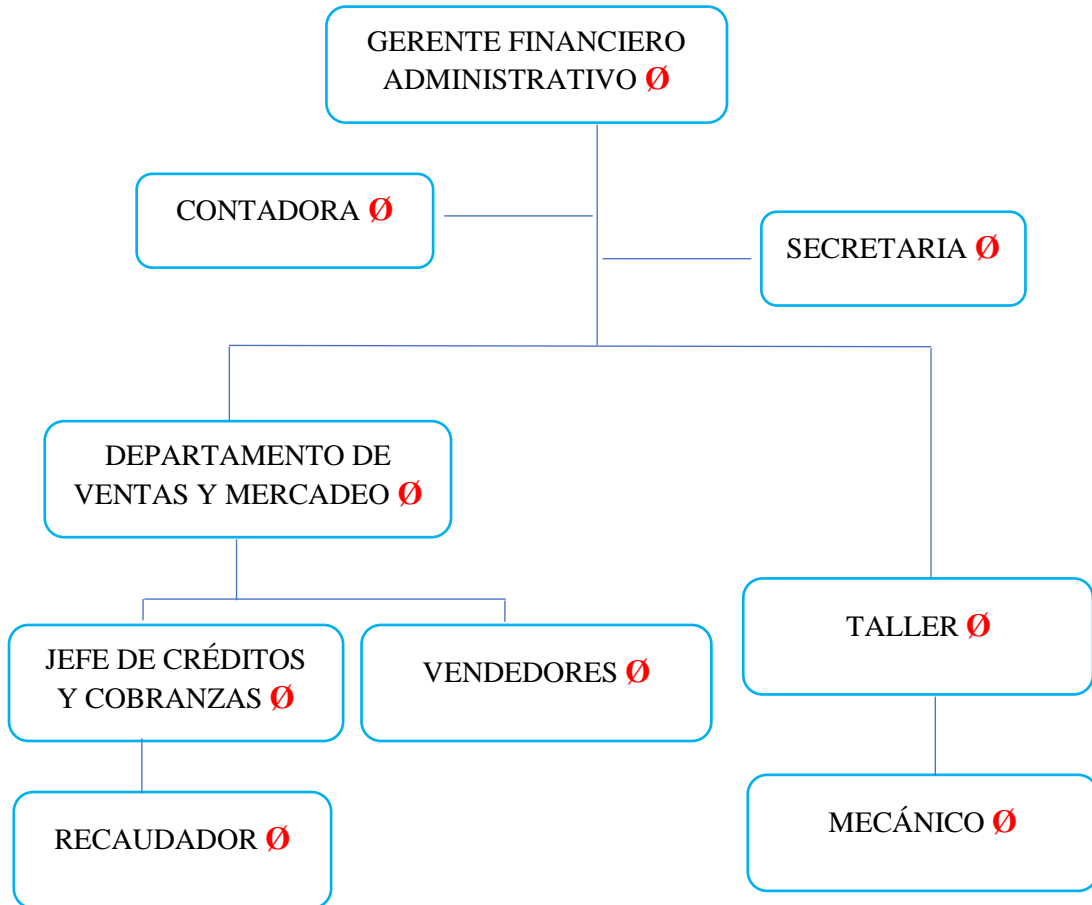 GERENTE FINANCIERO
ADMINISTRATIVO Ø
CONTADORA Ø
SECRETARIA Ø
DEPARTAMENTO DE
VENTAS Y MERCADEO Ø
TALLER Ø
JEFE DE CRÉDITOS
Y COBRANZAS Ø
VENDEDORES Ø
RECAUDADOR Ø
MECÁNICO Ø